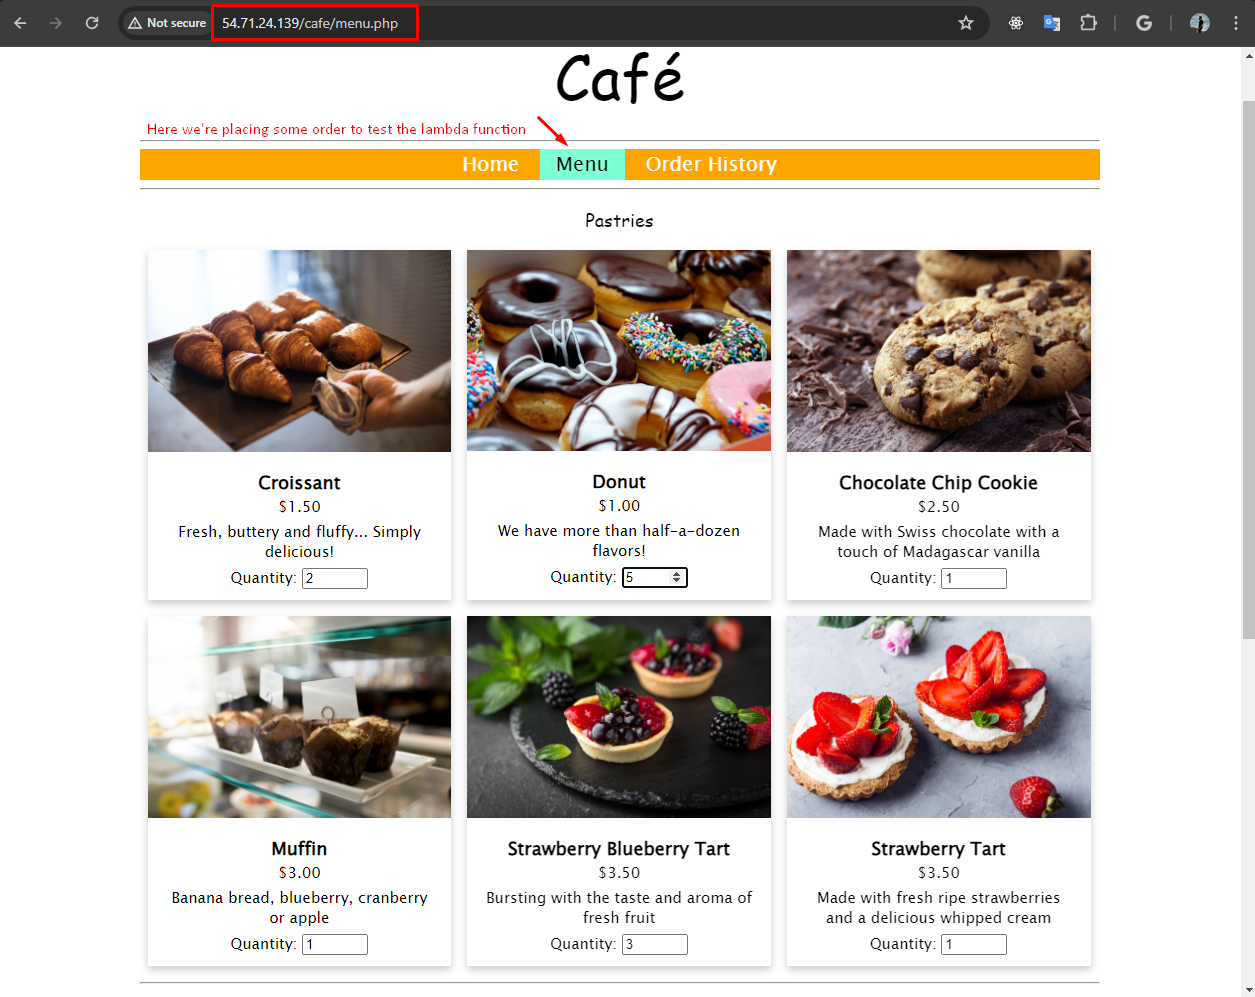 Not secure
54.71.24.139/cafe/menu.php
Café
Here we're placing some order to test the lambda function
Home
Menu
Order History
Pastries
Croissant
$1.50
Fresh, buttery and fluffy... Simply
delicious!
Quantity: 2
Donut
$1.00
We have more than half-a-dozen
flavors!
Quantity: 5
Chocolate Chip Cookie
$2.50
Made with Swiss chocolate with a
touch of Madagascar vanilla
Quantity: 1
Muffin
$3.00
Banana bread, blueberry, cranberry
or apple
Quantity: 1
Strawberry Blueberry Tart
$3.50
Bursting with the taste and aroma of
fresh fruit
Quantity: 3
Strawberry Tart
$3.50
Made with fresh ripe strawberries
and a delicious whipped cream
Quantity: 1